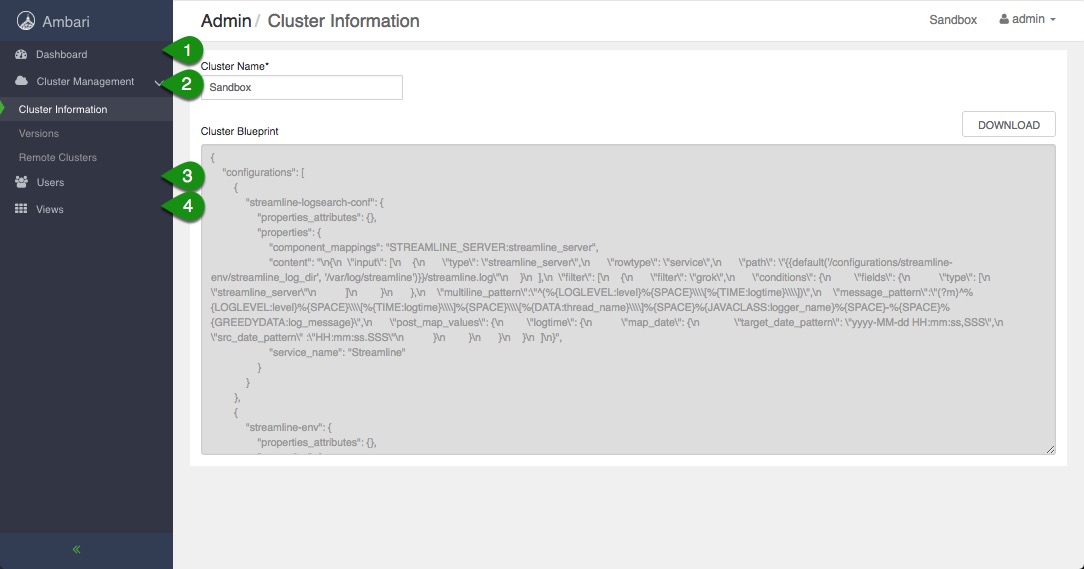 Ambari
Admin / Cluster Information
Sandbox
admin
Dashboard
1
Cluster Management
2
Cluster Information
Versions
Remote Clusters
Users
3
Views
4
Cluster Name*
Sandbox
Cluster Blueprint
DOWNLOAD
{
"configurations": [
{
"streamline-logsearch-conf": {
"properties_attributes": {},
"properties": {
"component_mappings": "STREAMLINE_SERVER:streamline_server",
"content": "\n{\n \"input\": [\n {\n \"type\": \"streamline_server\",\n \"rowtype\": \"service\",\n \"path\": \"{{default('/configurations/streamline-
env/streamline_log_dir', '/var/log/streamline')}}/streamline.log\"\n }\n ],\n \"filter\": [\n {\n \"filter\": \"grok\",\n \"conditions\": {\n \"fields\": {\n \"type\": [\n
\"streamline_server\"\n ]\n }\n },\n \"multiline_pattern\":\"^(%{LOGLEVEL:level}%{SPACE}\\\\[%{TIME:logtime}\\\\])\",\n \"message_pattern\":\"(?m)^%
{LOGLEVEL:level}%{SPACE}\\\\[%{TIME:logtime}\\\\]%{SPACE}\\\\[%{DATA:thread_name}\\\\]%{SPACE}%{JAVACLASS:logger_name}%{SPACE}-%{SPACE}%
{GREEDYDATA:log_message}\",\n \"post_map_values\": {\n \"logtime\": {\n \"map_date\": {\n \"target_date_pattern\": \"yyyy-MM-dd HH:mm:ss,SSS\",\n
\"src_date_pattern\" :\"HH:mm:ss.SSS\"\n }\n }\n }\n }\n ]\n}",
"service_name": "Streamline"
}
}
},
{
"streamline-env": {
"properties_attributes": {},